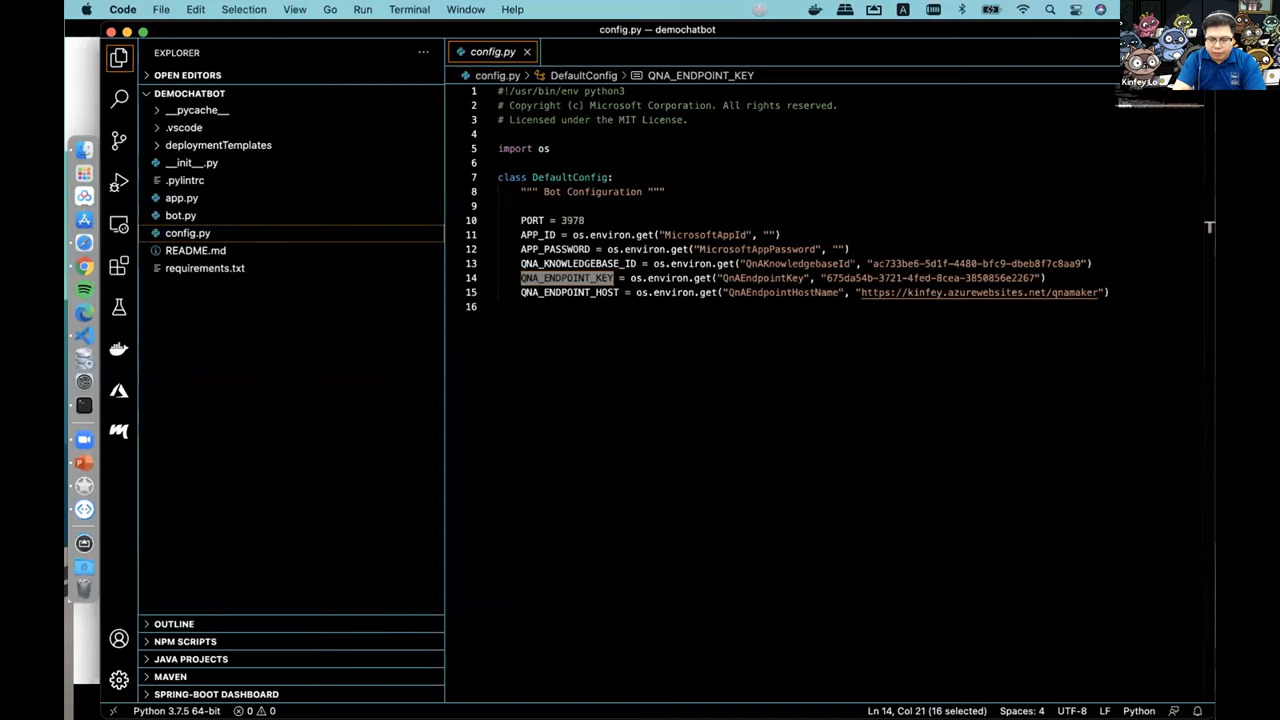 Code File Edit Selection View Go Run Terminal Window Help
config.py — demochatbot
Kinfey Lo
EXPLORER
OPEN EDITORS
DEMOCHATBOT
__pycache__
.vscode
deploymentTemplates
__init__.py
.pylintrc
app.py
bot.py
config.py
README.md
requirements.txt
OUTLINE
NPM SCRIPTS
JAVA PROJECTS
MAVEN
SPRING-BOOT DASHBOARD
config.py
config.py > DefaultConfig > QNA_ENDPOINT_KEY
1 #!/usr/bin/env python3
2 # Copyright (c) Microsoft Corporation. All rights reserved.
3 # Licensed under the MIT License.
4
5 import os
6
7 class DefaultConfig:
8 """ Bot Configuration """
9
10 PORT = 3978
11 APP_ID = os.environ.get("MicrosoftAppId", "")
12 APP_PASSWORD = os.environ.get("MicrosoftAppPassword", "")
13 QNA_KNOWLEDGEBASE_ID = os.environ.get("QnAKnowledgebaseId", "ac733be6-5d1f-4480-bfc9-dbeb8f7c8aa9")
14 QNA_ENDPOINT_KEY = os.environ.get("QnAEndpointKey", "675da54b-3721-4fed-8cea-3850856e2267")
15 QNA_ENDPOINT_HOST = os.environ.get("QnAEndpointHostName", "https://kinfey.azurewebsites.net/qnamaker")
16
Python 3.7.5 64-bit 0 0 Ln 14, Col 21 (16 selected) Spaces: 4 UTF-8 LF Python